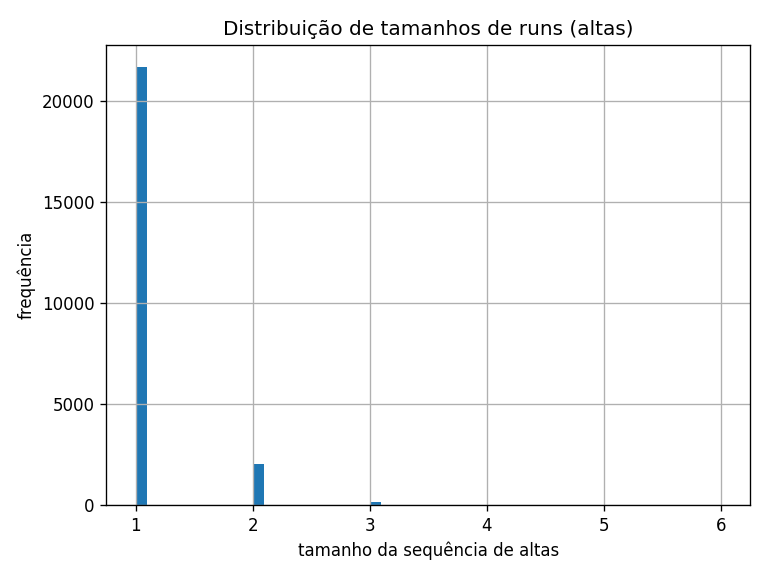 Distribuição de tamanhos de runs (altas)
frequência
20000
15000
10000
5000
0
1 2 3 4 5 6
tamanho da sequência de altas